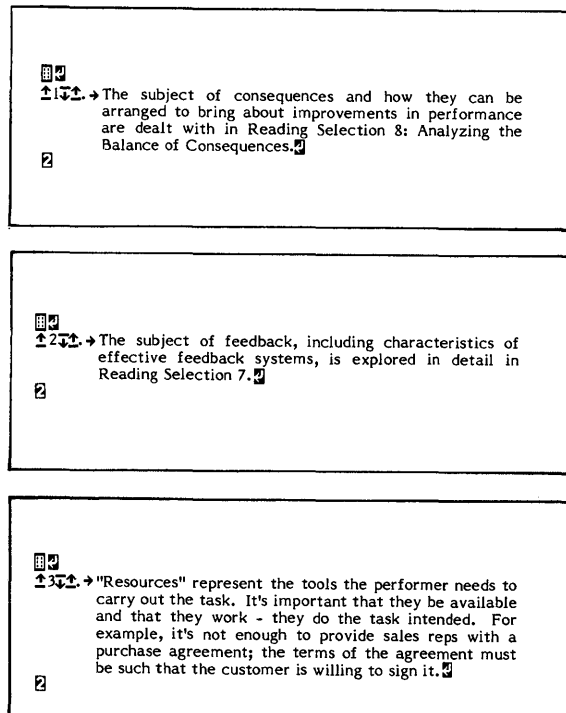 1. → The subject of consequences and how they can be
arranged to bring about improvements in performance
are dealt with in Reading Selection 8: Analyzing the
Balance of Consequences.
2
2. → The subject of feedback, including characteristics of
effective feedback systems, is explored in detail in
Reading Selection 7.
2
3. → "Resources" represent the tools the performer needs to
carry out the task. It's important that they be available
and that they work - they do the task intended. For
example, it's not enough to provide sales reps with a
purchase agreement; the terms of the agreement must
be such that the customer is willing to sign it.
2